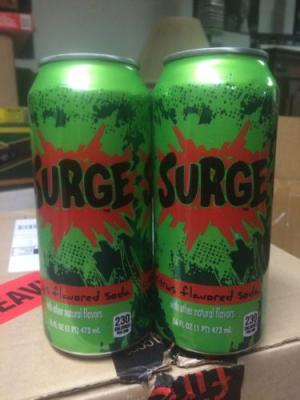 SURGE
citrus flavored soda
with other natural flavors
16 FL OZ (1 PT) 473 mL
230
SURGE
citrus flavored soda
with other natural flavors
16 FL OZ (1 PT) 473 mL
230